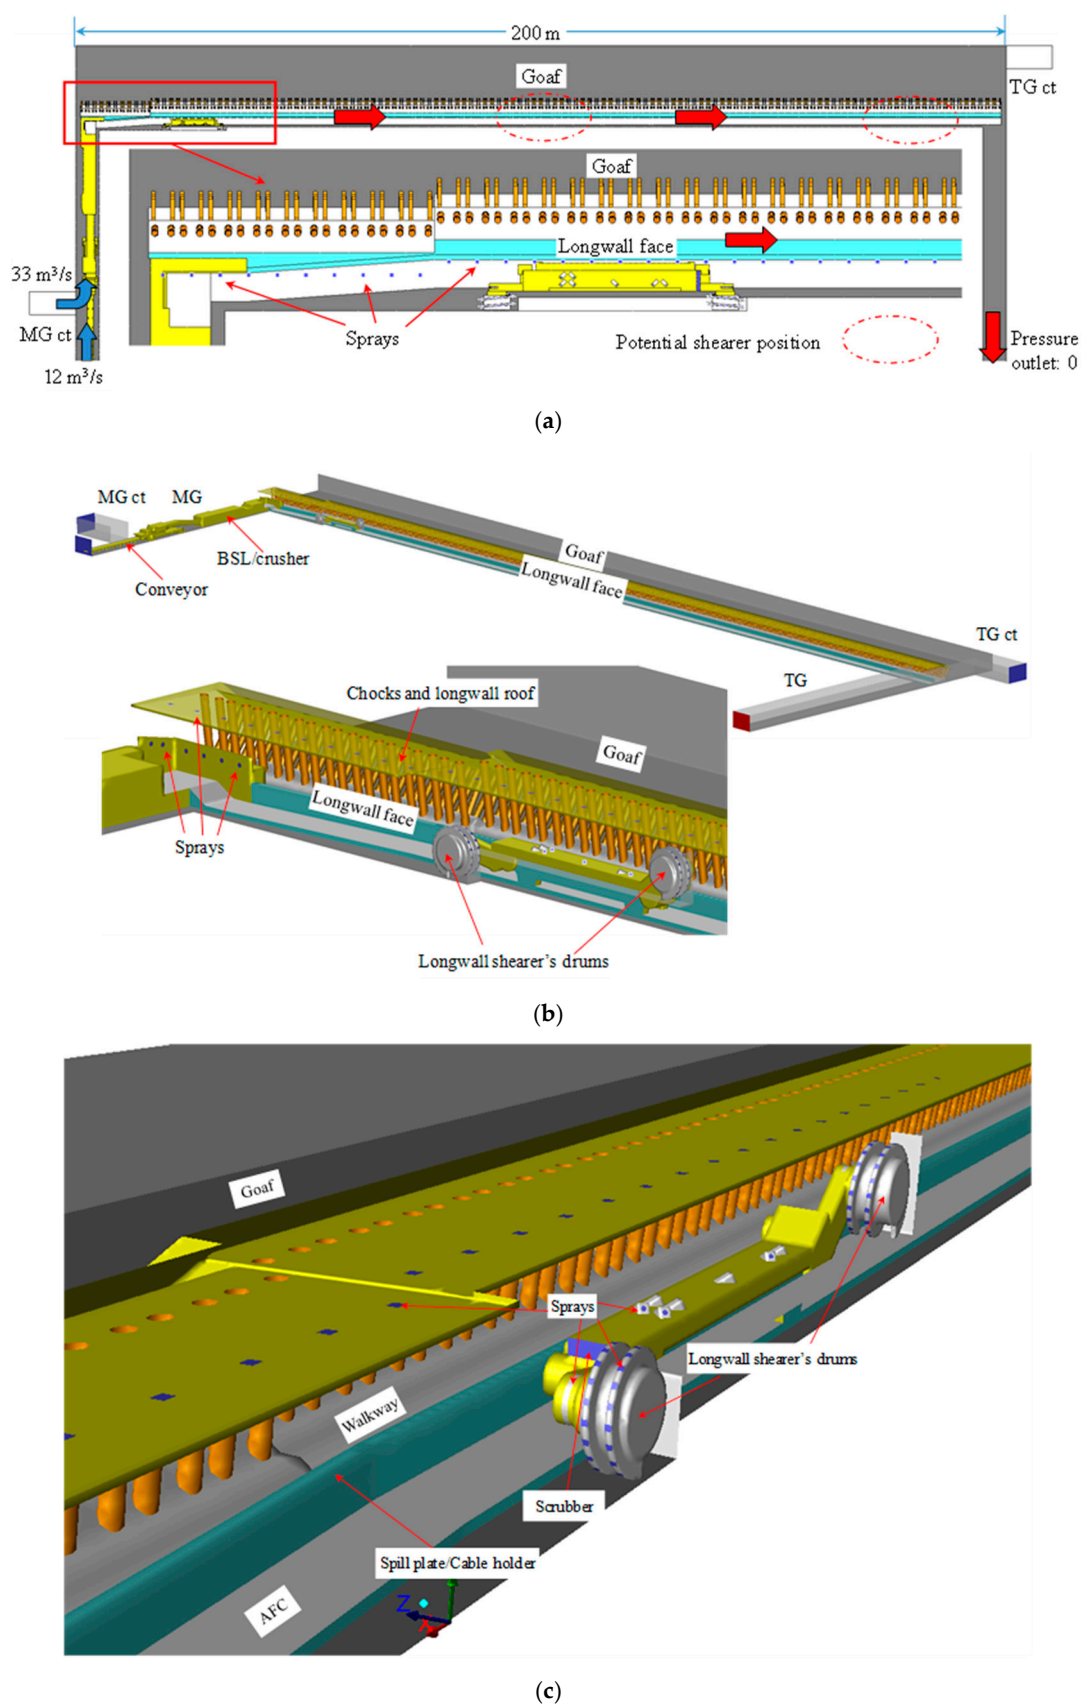 200 m
Goaf
TG ct
Goaf
Longwall face
33 m³/s
MG ct
Sprays
Potential shearer position
Pressure
outlet: 0
12 m³/s
(a)
MG ct
MG
BSL/crusher
Conveyor
Goaf
Longwall face
TG ct
TG
Chocks and longwall roof
Goaf
Longwall face
Sprays
Longwall shearer's drums
(b)
Goaf
Sprays
Longwall shearer's drums
Walkway
Scrubber
Spill plate/Cable holder
AFC
Z
X
(c)